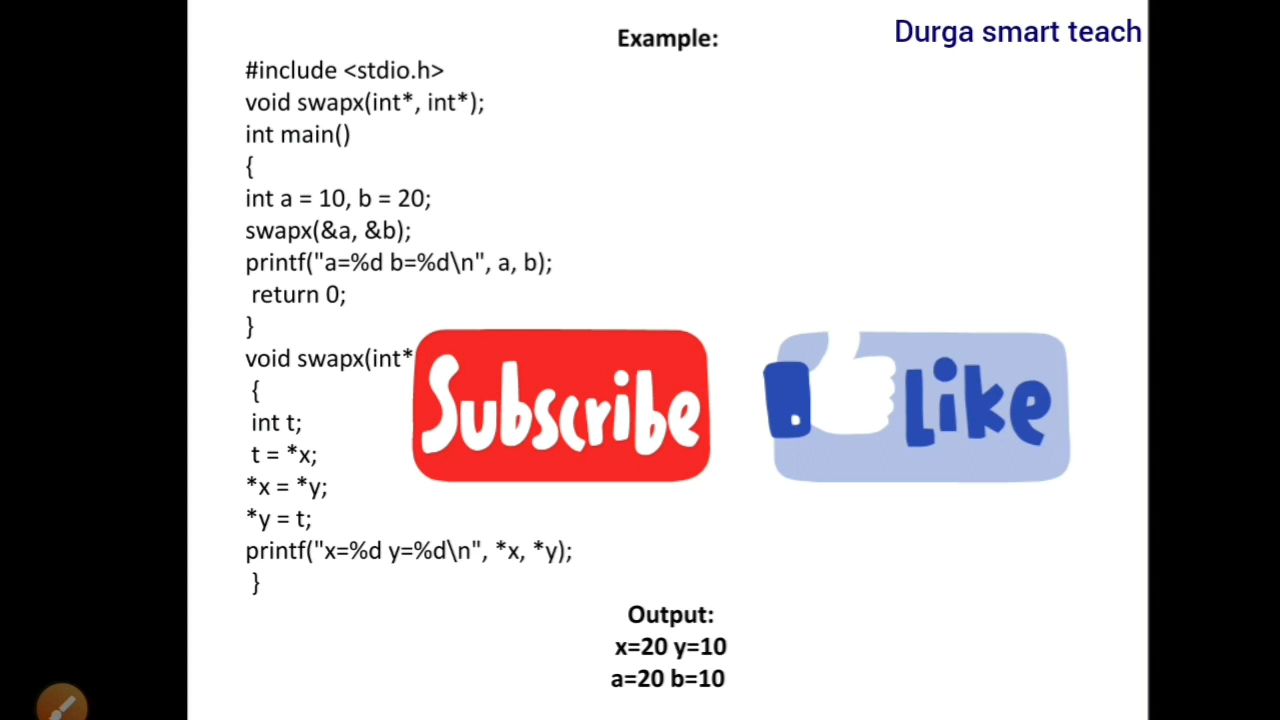 Durga smart teach
Example:
#include <stdio.h>
void swapx(int*, int*);
int main()
{
int a = 10, b = 20;
swapx(&a, &b);
printf("a=%d b=%d\n", a, b);
return 0;
}
void swapx(int*
{
int t;
t = *x;
*x = *y;
*y = t;
printf("x=%d y=%d\n", *x, *y);
}
Subscribe
Like
Output:
x=20 y=10
a=20 b=10